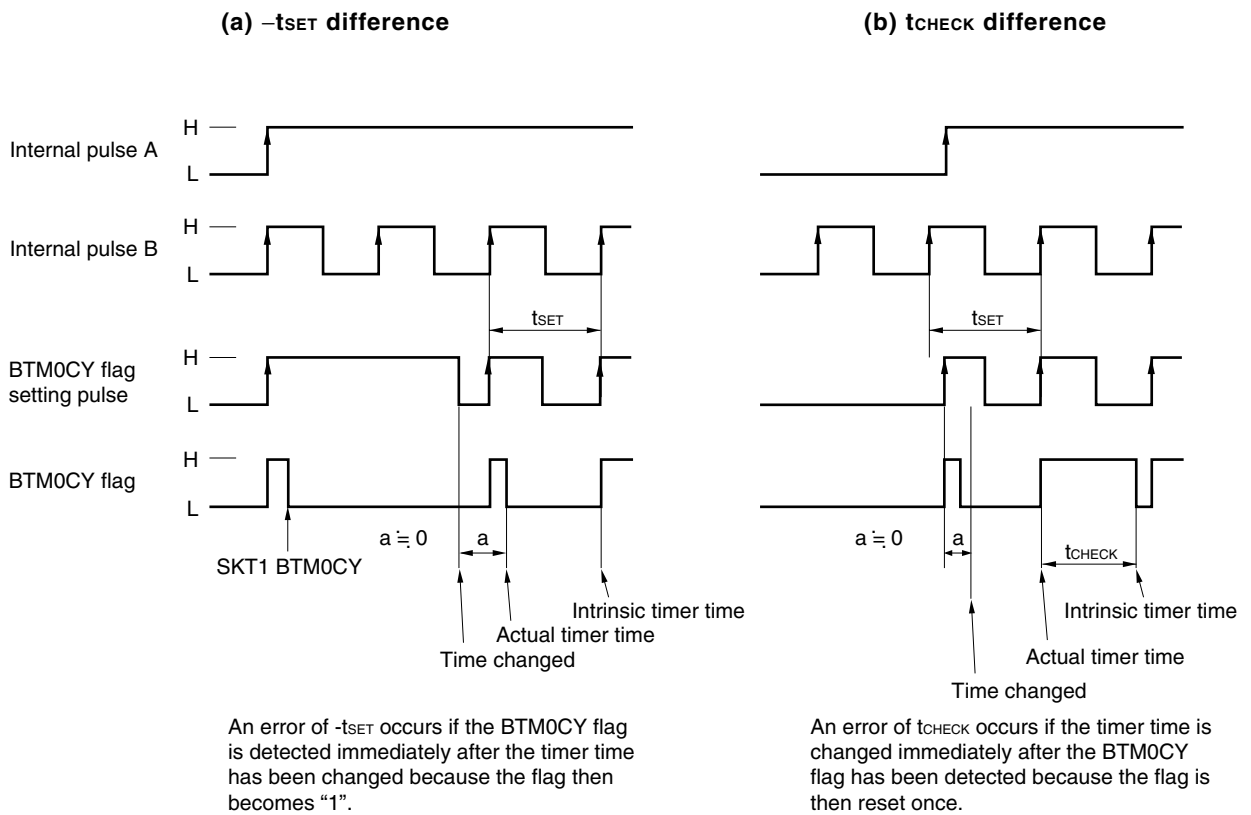 (a) –tSET difference
(b) tCHECK difference
Internal pulse A
H
L
Internal pulse B
H
L
tSET
tSET
BTM0CY flag
setting pulse
H
L
BTM0CY flag
H
L
SKT1 BTM0CY
a ≒ 0
a
Intrinsic timer time
Actual timer time
Time changed
a ≒ 0
a
tCHECK
Intrinsic timer time
Actual timer time
Time changed
An error of -tSET occurs if the BTM0CY flag
is detected immediately after the timer time
has been changed because the flag then
becomes “1”.
An error of tCHECK occurs if the timer time is
changed immediately after the BTM0CY
flag has been detected because the flag is
then reset once.